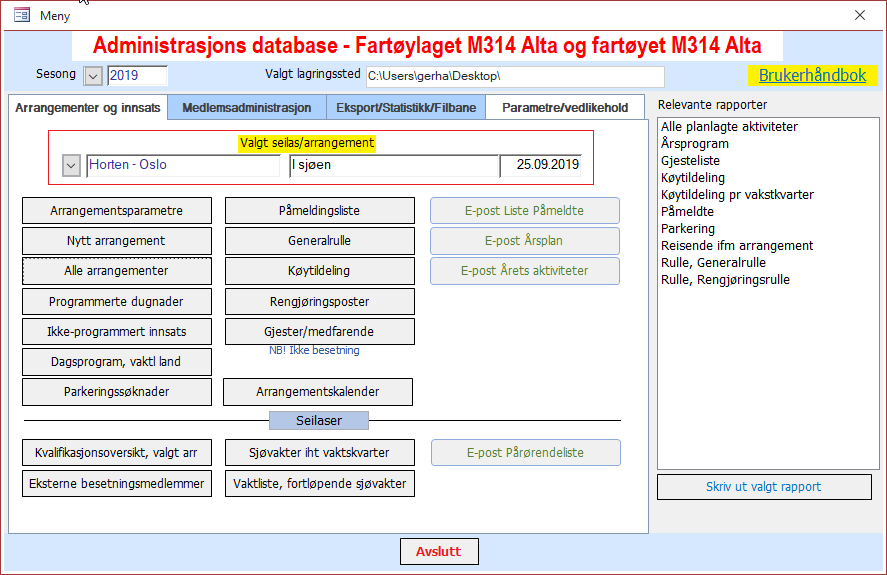 Meny
Administrasjons database - Fartøylaget M314 Alta og fartøyet M314 Alta
Sesong 2019 Valgt lagringssted C:\Users\gerha\Desktop\ Brukerhåndbok
Arrangementer og innsats Medlemsadministrasjon Eksport/Statistikk/Filbane Parametre/vedlikehold
Valgt seilas/arrangement
Horten - Oslo I sjøen 25.09.2019
Arrangementsparametre Påmeldingsliste E-post Liste Påmeldte
Nytt arrangement Generalrulle E-post Årsplan
Alle arrangementer Køytildeling E-post Årets aktiviteter
Programmerte dugnader Rengjøringsposter
Ikke-programmert innsats Gjester/medfarende
NB! Ikke besetning
Dagsprogram, vaktl land
Parkeringssøknader Arrangementskalender
Seilaser
Kvalifikasjonsoversikt, valgt arr Sjøvakter iht vaktskvarter E-post Pårørendeliste
Eksterne besetningsmedlemmer Vaktliste, fortløpende sjøvakter
Relevante rapporter
Alle planlagte aktiviteter
Årsprogram
Gjesteliste
Køytildeling
Køytildeling pr vakstkvarter
Påmeldte
Parkering
Reisende ifm arrangement
Rulle, Generalrulle
Rulle, Rengjøringsrulle
Skriv ut valgt rapport
Avslutt